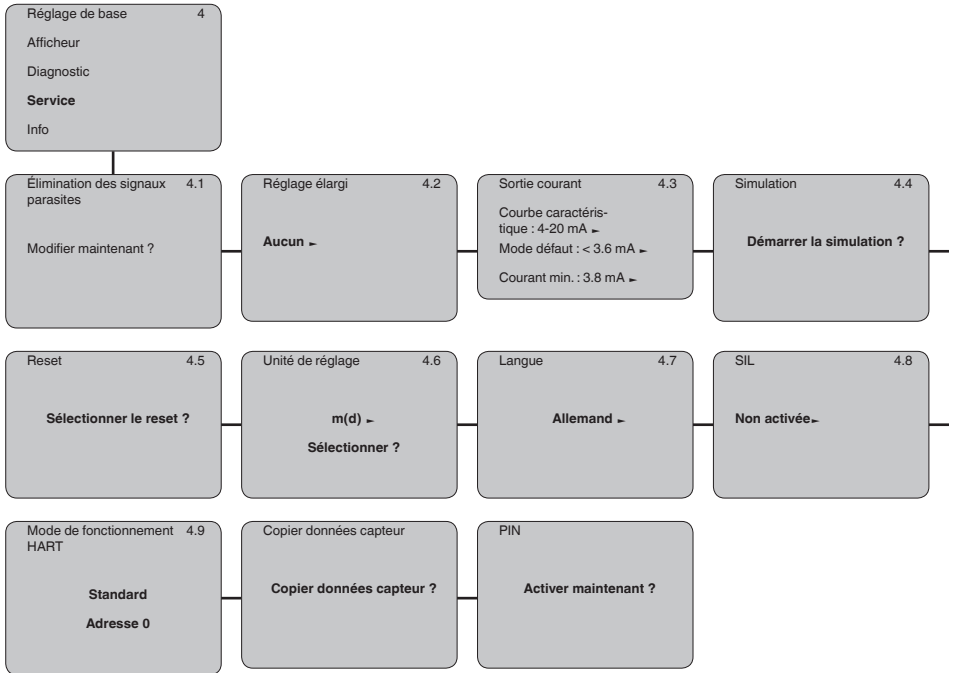 Réglage de base 4
Afficheur
Diagnostic
Service
Info
Élimination des signaux 4.1
parasites
Modifier maintenant ?
Réglage élargi 4.2
Aucun ►
Sortie courant 4.3
Courbe caractéris-
tique : 4-20 mA ►
Mode défaut : < 3.6 mA ►
Courant min. : 3.8 mA ►
Simulation 4.4
Démarrer la simulation ?
Reset 4.5
Sélectionner le reset ?
Unité de réglage 4.6
m(d) ►
Sélectionner ?
Langue 4.7
Allemand ►
SIL 4.8
Non activée►
Mode de fonctionnement 4.9
HART
Standard
Adresse 0
Copier données capteur
Copier données capteur ?
PIN
Activer maintenant ?